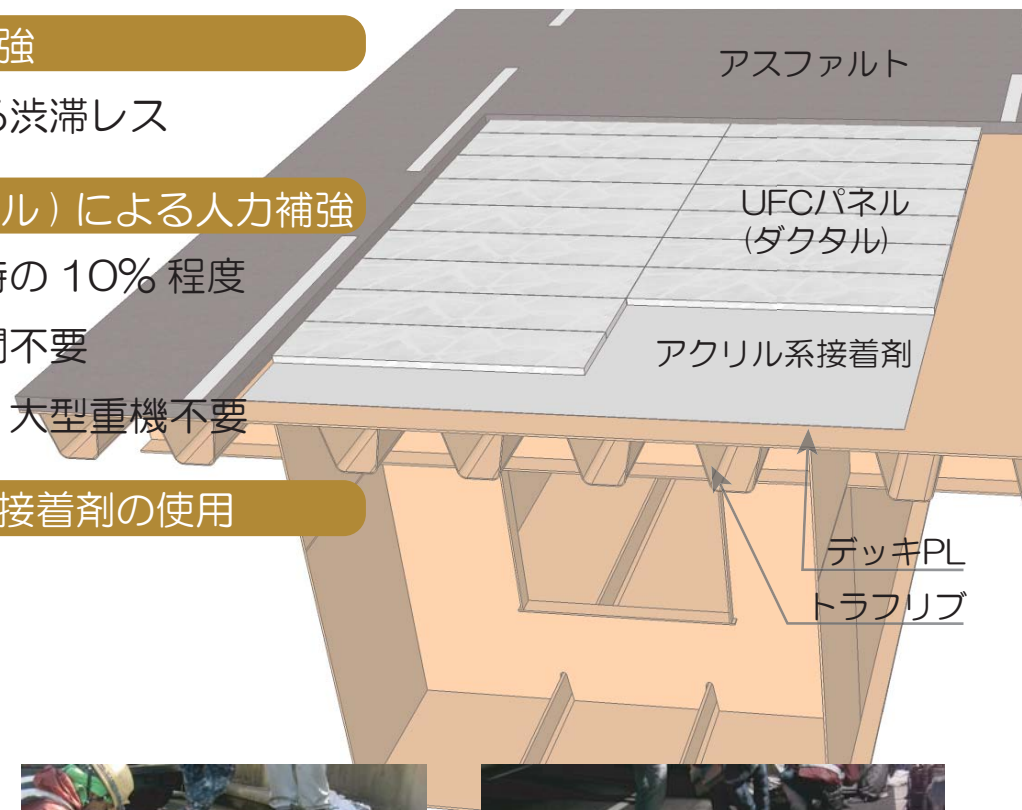 強
る渋滞レス
ル)による人力補強
時の10%程度
間不要
大型重機不要
接着剤の使用
アスファルト
UFCパネル
(ダクタル)
アクリル系接着剤
デッキPL
トラフリブ